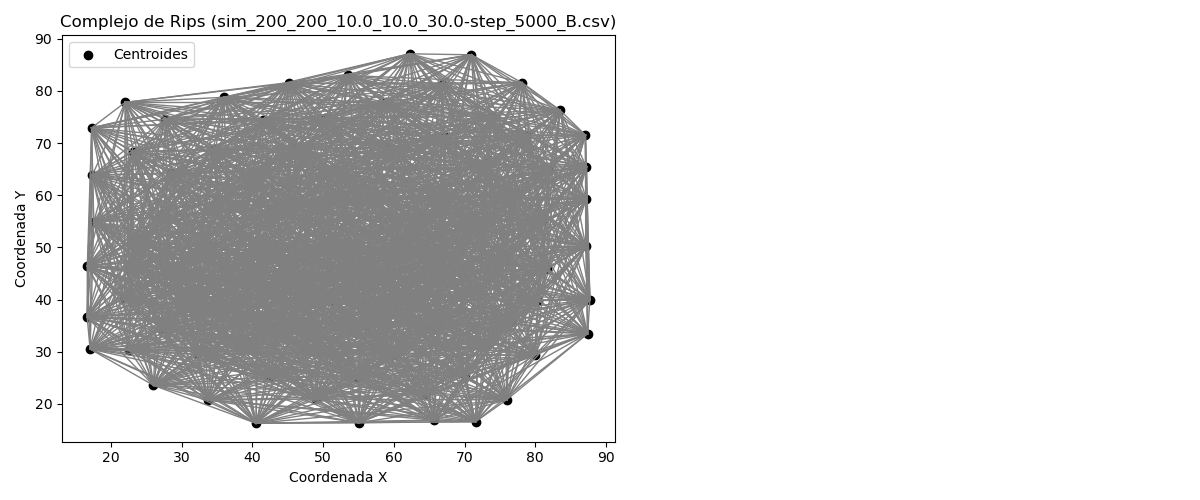 Complejo de Rips (sim_200_200_10.0_10.0_30.0-step_5000_B.csv)
Centroides
Coordenada Y
90
80
70
60
50
40
30
20
20 30 40 50 60 70 80 90
Coordenada X